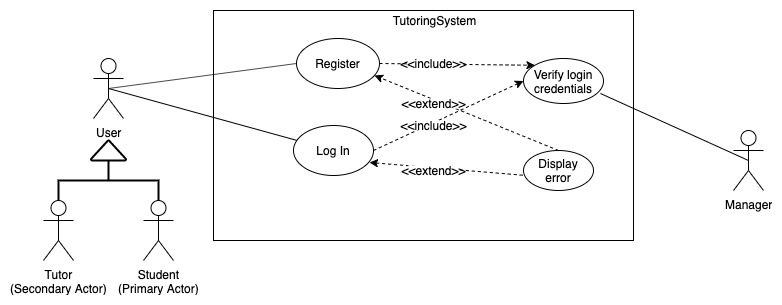 TutoringSystem
Register
<<include>>
Verify login
credentials
<<extend>>
<<include>>
User
Log In
<<extend>>
Display
error
Manager
Tutor
(Secondary Actor)
Student
(Primary Actor)